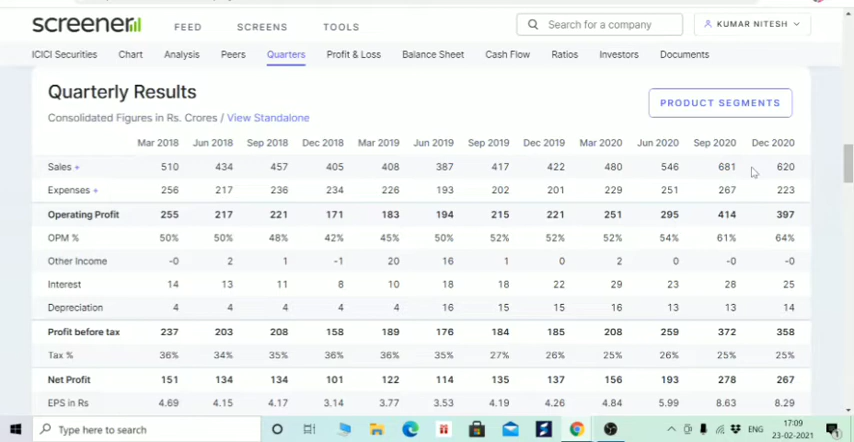 screener
FEED SCREENS TOOLS
Search for a company
KUMAR NITESH
ICICI Securities Chart Analysis Peers Quarters Profit & Loss Balance Sheet Cash Flow Ratios Investors Documents
Quarterly Results
PRODUCT SEGMENTS
Consolidated Figures in Rs. Crores / View Standalone
Mar 2018 Jun 2018 Sep 2018 Dec 2018 Mar 2019 Jun 2019 Sep 2019 Dec 2019 Mar 2020 Jun 2020 Sep 2020 Dec 2020
Sales + 510 434 457 405 408 387 417 422 480 546 681 620
Expenses + 256 217 236 234 226 193 202 201 229 251 267 223
Operating Profit 255 217 221 171 183 194 215 221 251 295 414 397
OPM % 50% 50% 48% 42% 45% 50% 52% 52% 52% 54% 61% 64%
Other Income -0 2 1 -1 20 16 1 0 2 0 -0 -0
Interest 14 13 11 8 10 18 18 22 29 23 28 25
Depreciation 4 4 4 4 4 16 15 15 16 13 13 14
Profit before tax 237 203 208 158 189 176 184 185 208 259 372 358
Tax % 36% 34% 35% 36% 36% 35% 27% 26% 25% 26% 25% 25%
Net Profit 151 134 134 101 122 114 135 137 156 193 278 267
EPS in Rs 4.69 4.15 4.17 3.14 3.77 3.53 4.19 4.26 4.84 5.99 8.63 8.29
Type here to search
ENG
17:09
23-02-2021